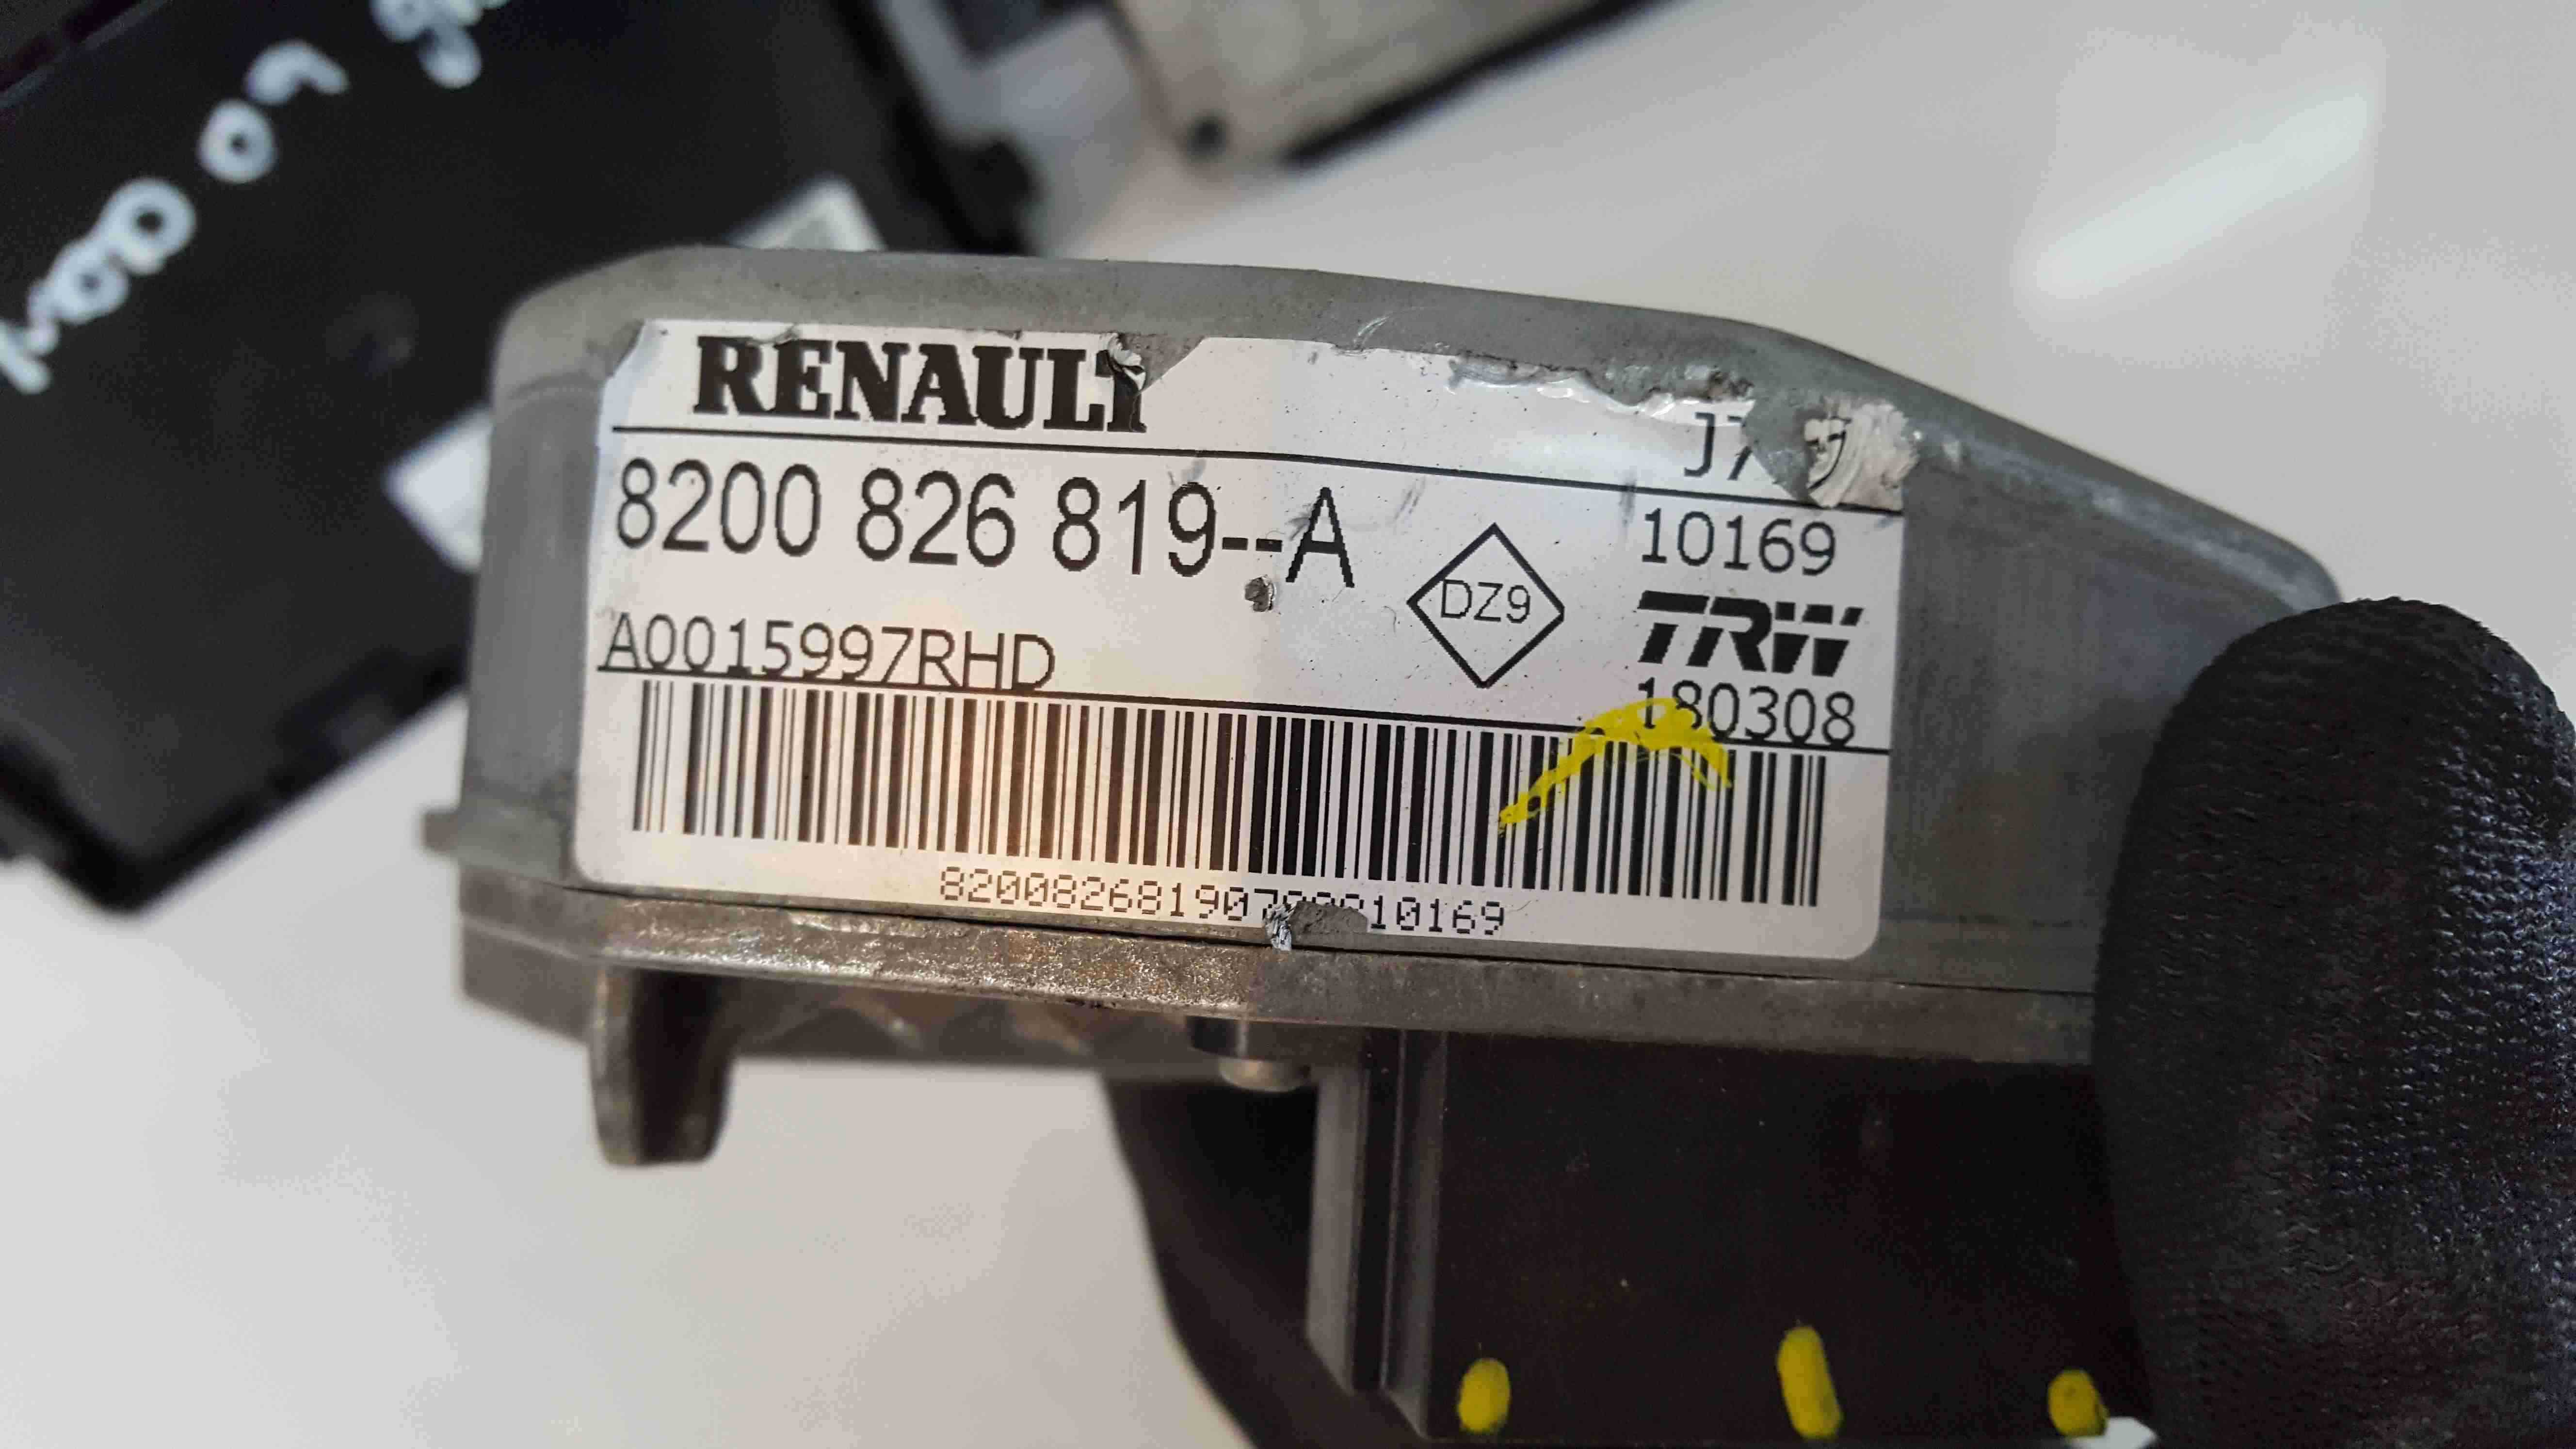 RENAULT
8200 826 819--A
10169
DZ9
TRW
A0015997RHD
180308